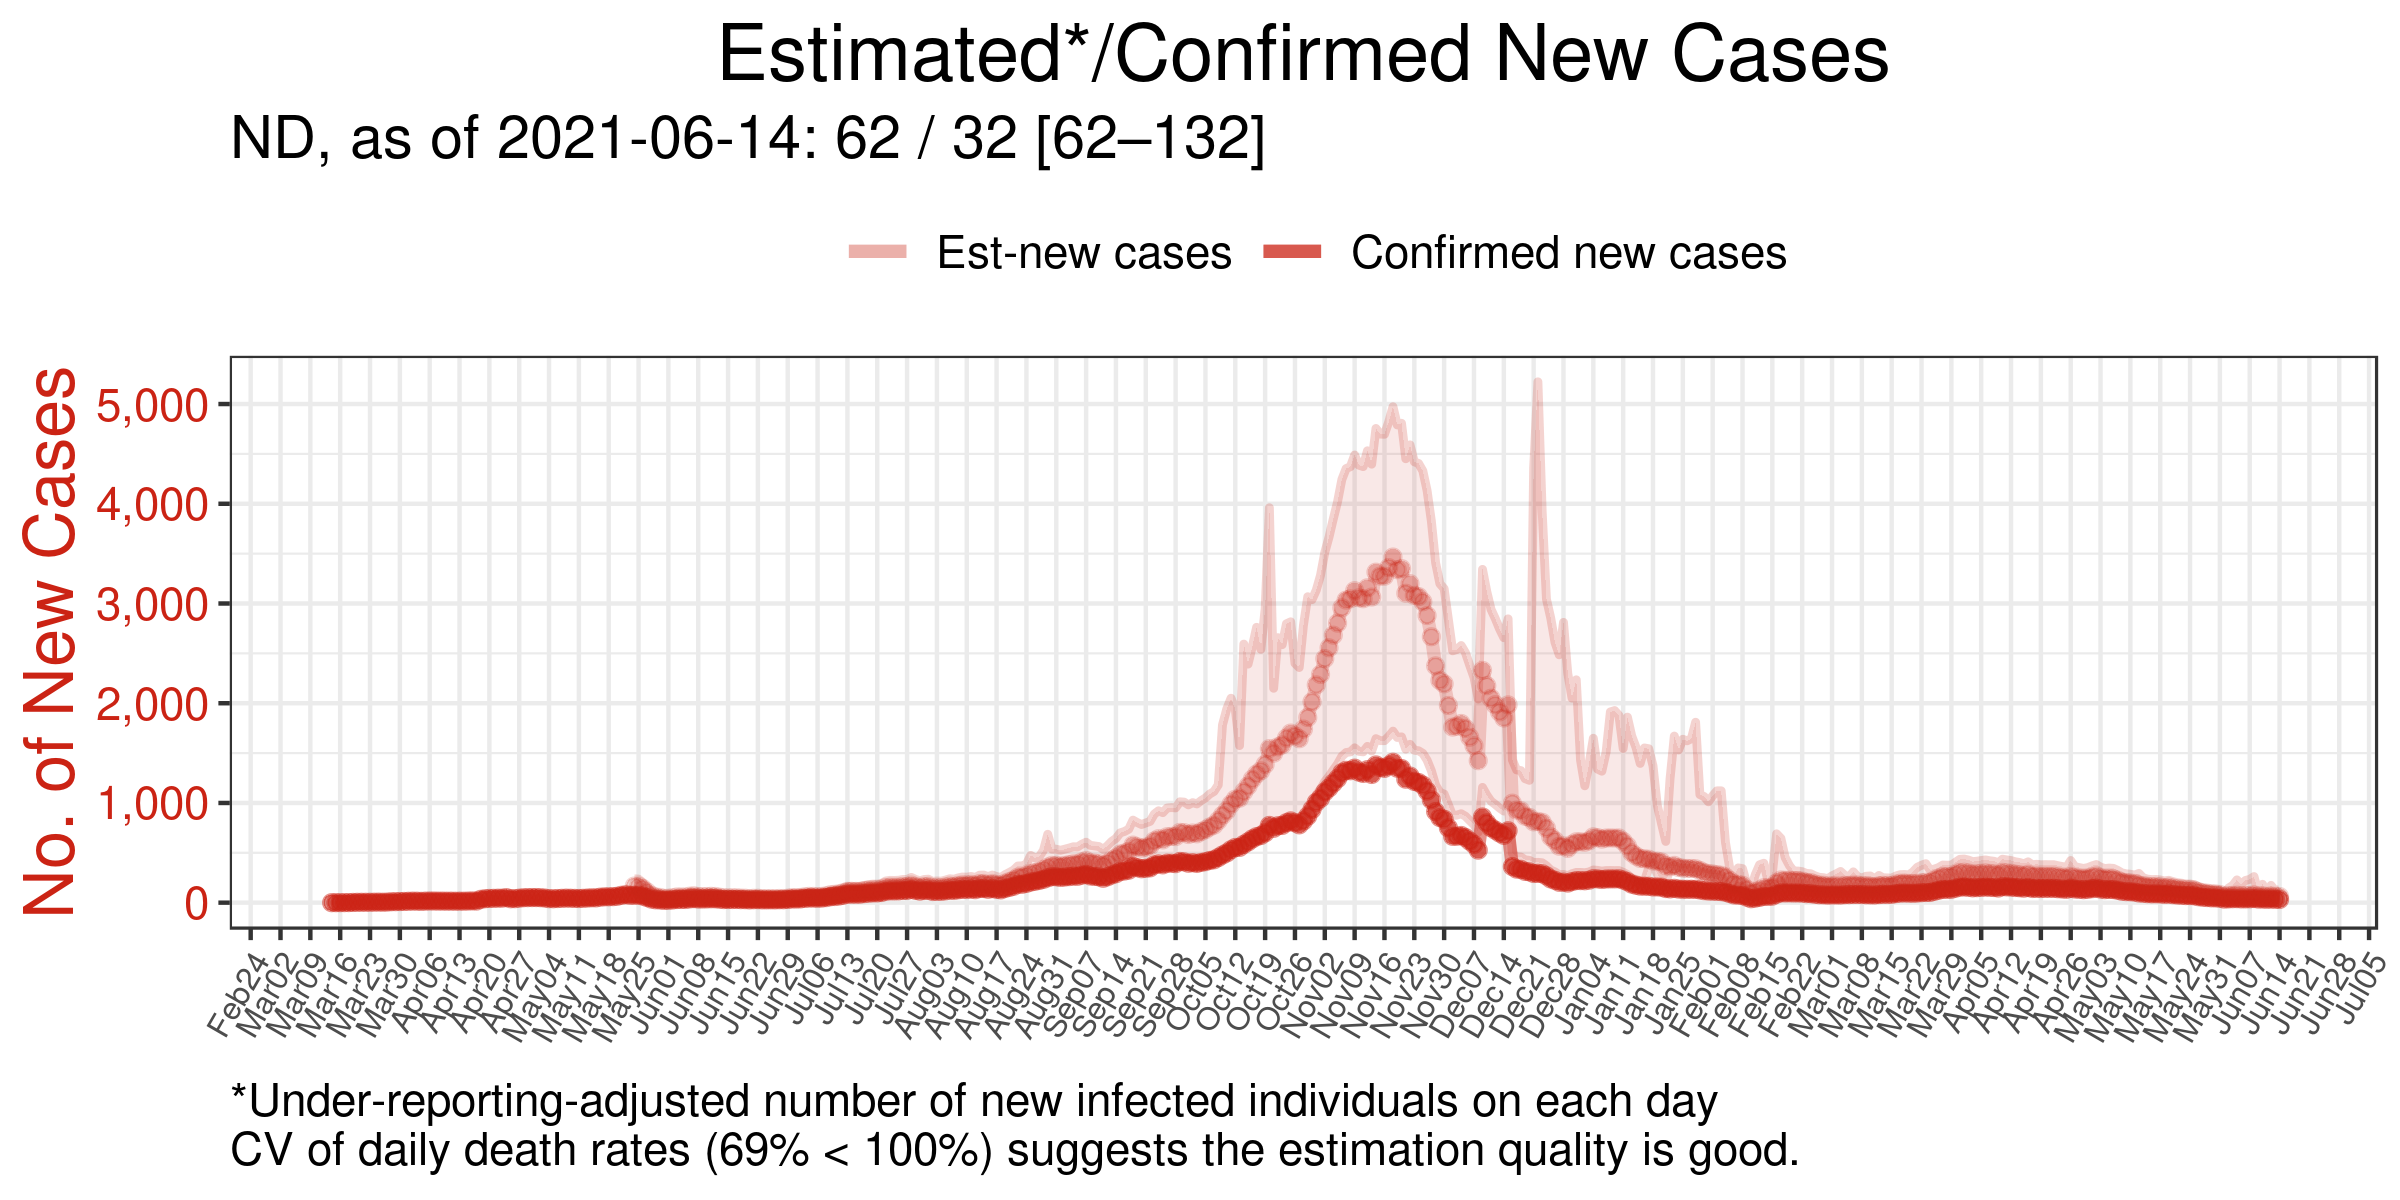 Estimated*/Confirmed New Cases
ND, as of 2021-06-14: 62 / 32 [62–132]
Est-new cases
Confirmed new cases
No. of New Cases
5,000
4,000
3,000
2,000
1,000
0
Feb24
Mar02
Mar09
Mar16
Mar23
Mar30
Apr06
Apr13
Apr20
Apr27
May04
May11
May18
May25
Jun01
Jun08
Jun15
Jun22
Jun29
Jul06
Jul13
Jul20
Jul27
Aug03
Aug10
Aug17
Aug24
Aug31
Sep07
Sep14
Sep21
Sep28
Oct05
Oct12
Oct19
Oct26
Nov02
Nov09
Nov16
Nov23
Nov30
Dec07
Dec14
Dec21
Dec28
Jan04
Jan11
Jan18
Jan25
Feb01
Feb08
Feb15
Feb22
Mar01
Mar08
Mar15
Mar22
Mar29
Apr05
Apr12
Apr19
Apr26
May03
May10
May17
May24
May31
Jun07
Jun14
Jun21
Jun28
Jul05
*Under-reporting-adjusted number of new infected individuals on each day
CV of daily death rates (69% < 100%) suggests the estimation quality is good.